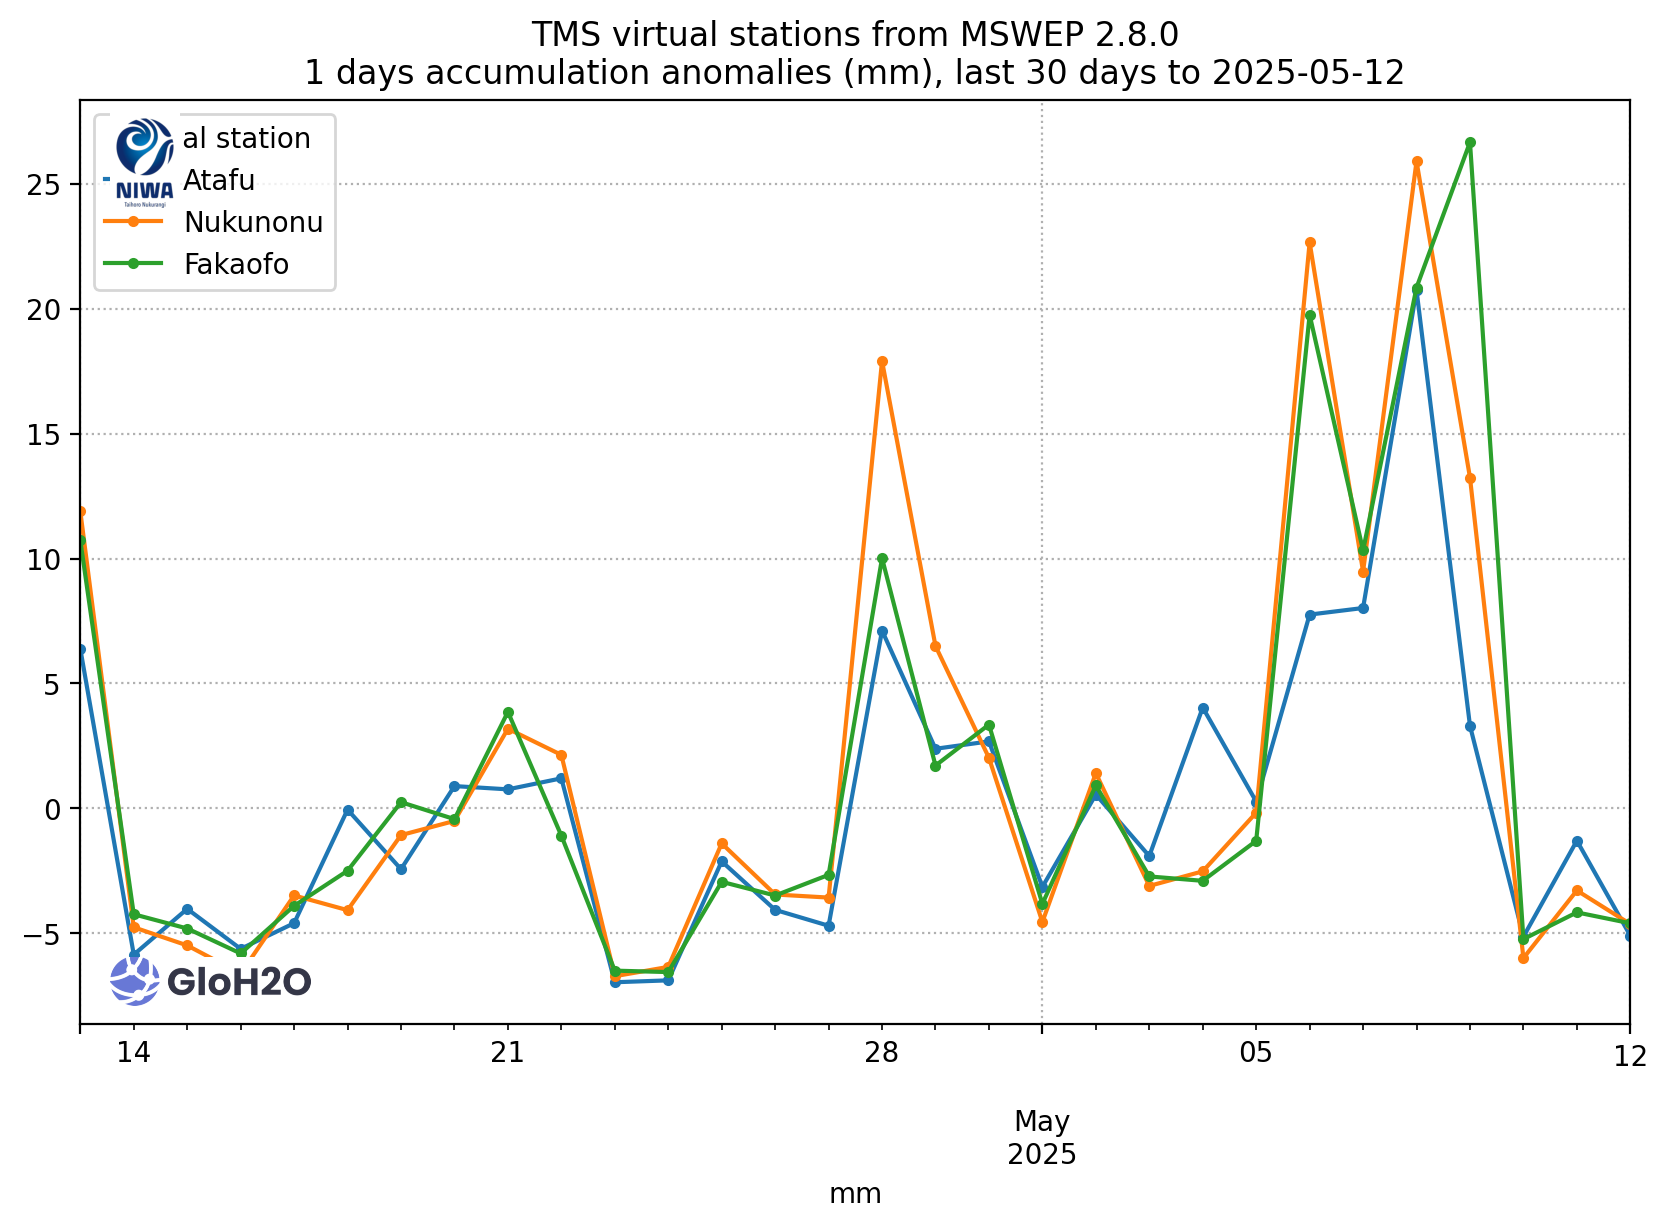 TMS virtual stations from MSWEP 2.8.0
1 days accumulation anomalies (mm), last 30 days to 2025-05-12
al station
Atafu
Nukunonu
Fakaofo
NIWA
Taihoro Nukurangi
25
20
15
10
5
0
−5
GloH2O
14
21
28
05
12
May
2025
mm